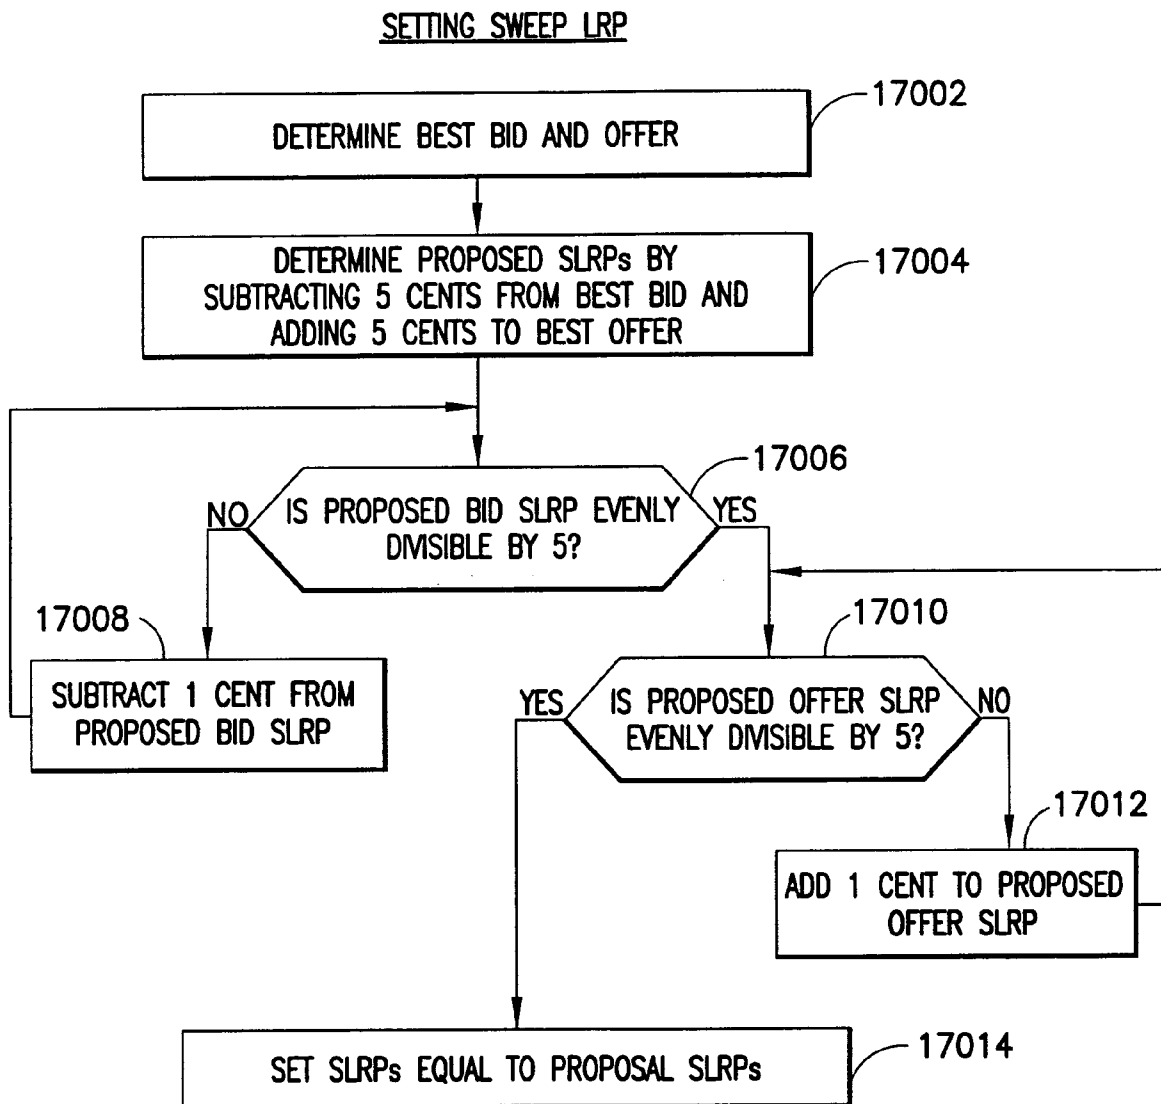 SETTING SWEEP LRP
17002
DETERMINE BEST BID AND OFFER
17004
DETERMINE PROPOSED SLRPs BY
SUBTRACTING 5 CENTS FROM BEST BID AND
ADDING 5 CENTS TO BEST OFFER
17006
NO
IS PROPOSED BID SLRP EVENLY
DIVISIBLE BY 5?
YES
17008
SUBTRACT 1 CENT FROM
PROPOSED BID SLRP
17010
YES
IS PROPOSED OFFER SLRP
EVENLY DIVISIBLE BY 5?
NO
17012
ADD 1 CENT TO PROPOSED
OFFER SLRP
SET SLRPs EQUAL TO PROPOSAL SLRPs
17014